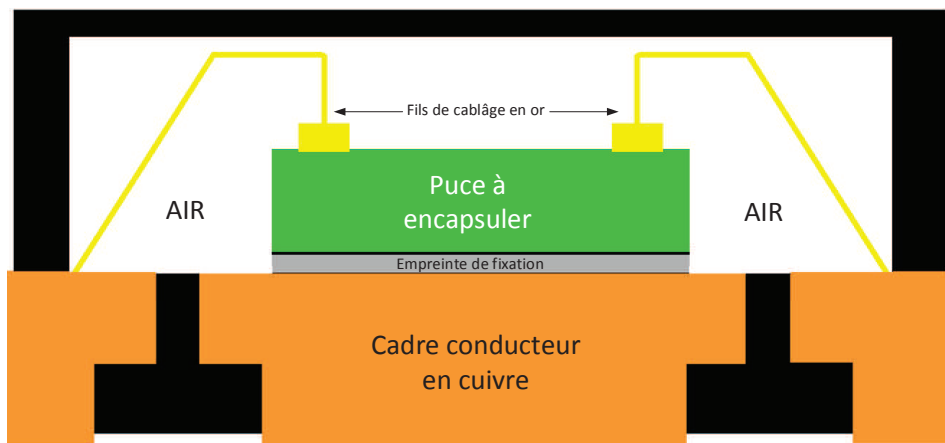 Fils de cablâge en or
Puce à
encapsuler
AIR
AIR
Empreinte de fixation
Cadre conducteur
en cuivre